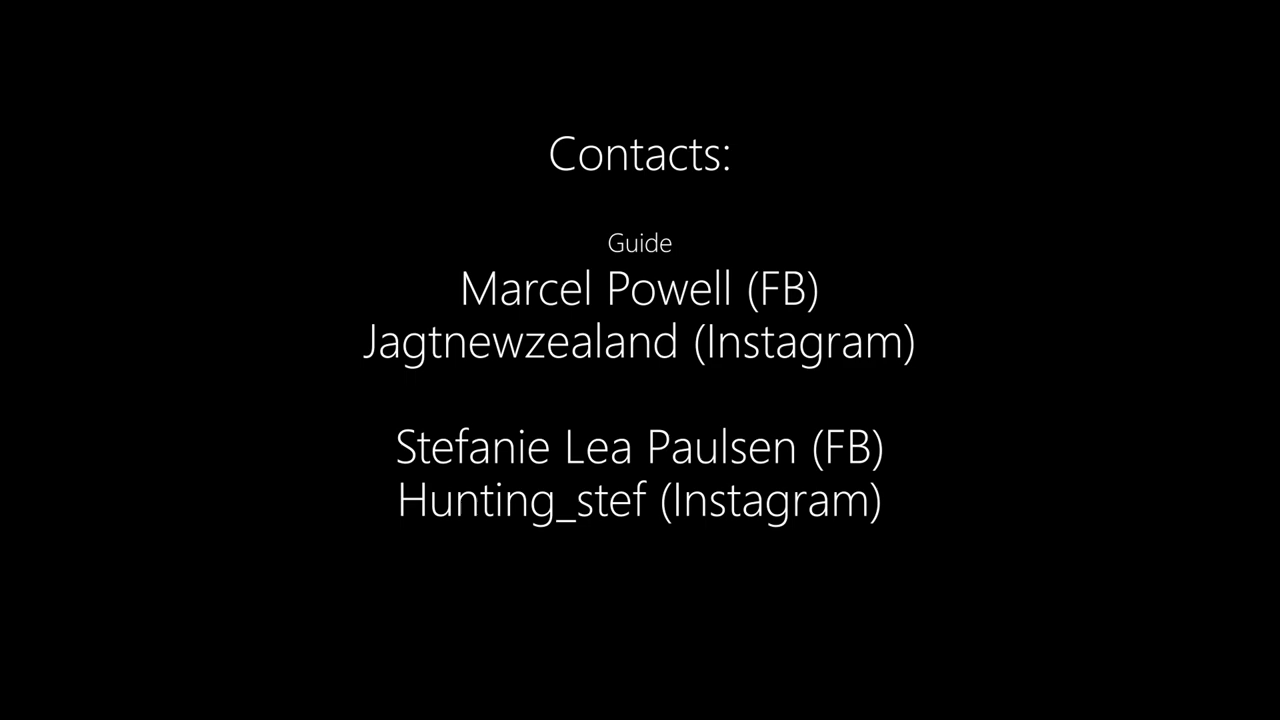 Contacts:
Guide
Marcel Powell (FB)
Jagtnewzealand (Instagram)
Stefanie Lea Paulsen (FB)
Hunting_stef (Instagram)